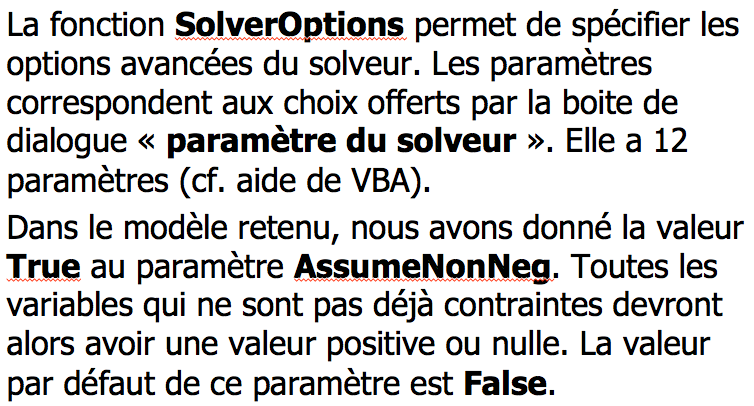 La fonction SolverOptions permet de spécifier les
options avancées du solveur. Les paramètres
correspondent aux choix offerts par la boite de
dialogue « paramètre du solveur ». Elle a 12
paramètres (cf. aide de VBA).
Dans le modèle retenu, nous avons donné la valeur
True au paramètre AssumeNonNeg. Toutes les
variables qui ne sont pas déjà contraintes devront
alors avoir une valeur positive ou nulle. La valeur
par défaut de ce paramètre est False.